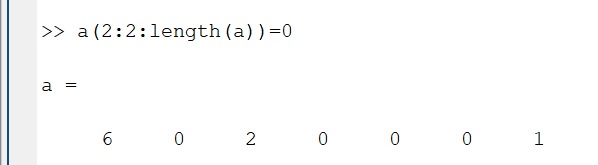 >> a(2:2:length(a))=0
a =
6 0 2 0 0 0 1